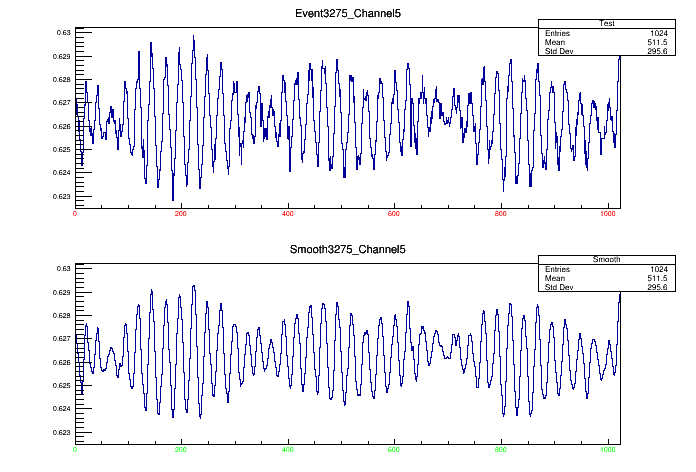 Event3275_Channel5
Test
Entries 1024
Mean 511.5
Std Dev 295.6
0.63
0.629
0.628
0.627
0.626
0.625
0.624
0.623
0 200 400 600 800 1000
Smooth3275_Channel5
Smooth
Entries 1024
Mean 511.5
Std Dev 295.6
0.63
0.629
0.628
0.627
0.626
0.625
0.624
0.623
0 200 400 600 800 1000